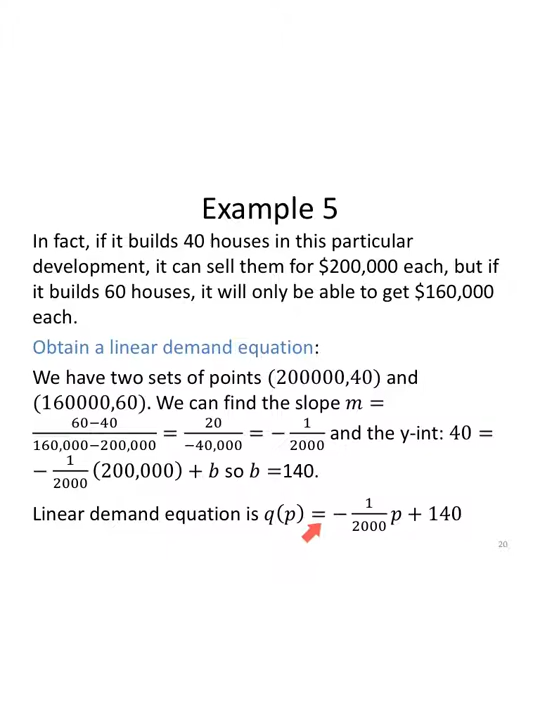 Example 5
In fact, if it builds 40 houses in this particular
development, it can sell them for $200,000 each, but if
it builds 60 houses, it will only be able to get $160,000
each.
Obtain a linear demand equation:
We have two sets of points (200000,40) and
(160000,60). We can find the slope m =
60−40/160,000−200,000 = 20/−40,000 = −1/2000 and the y-int: 40 =
−1/2000 (200,000) + b so b =140.
Linear demand equation is q(p) = −1/2000 p + 140
20